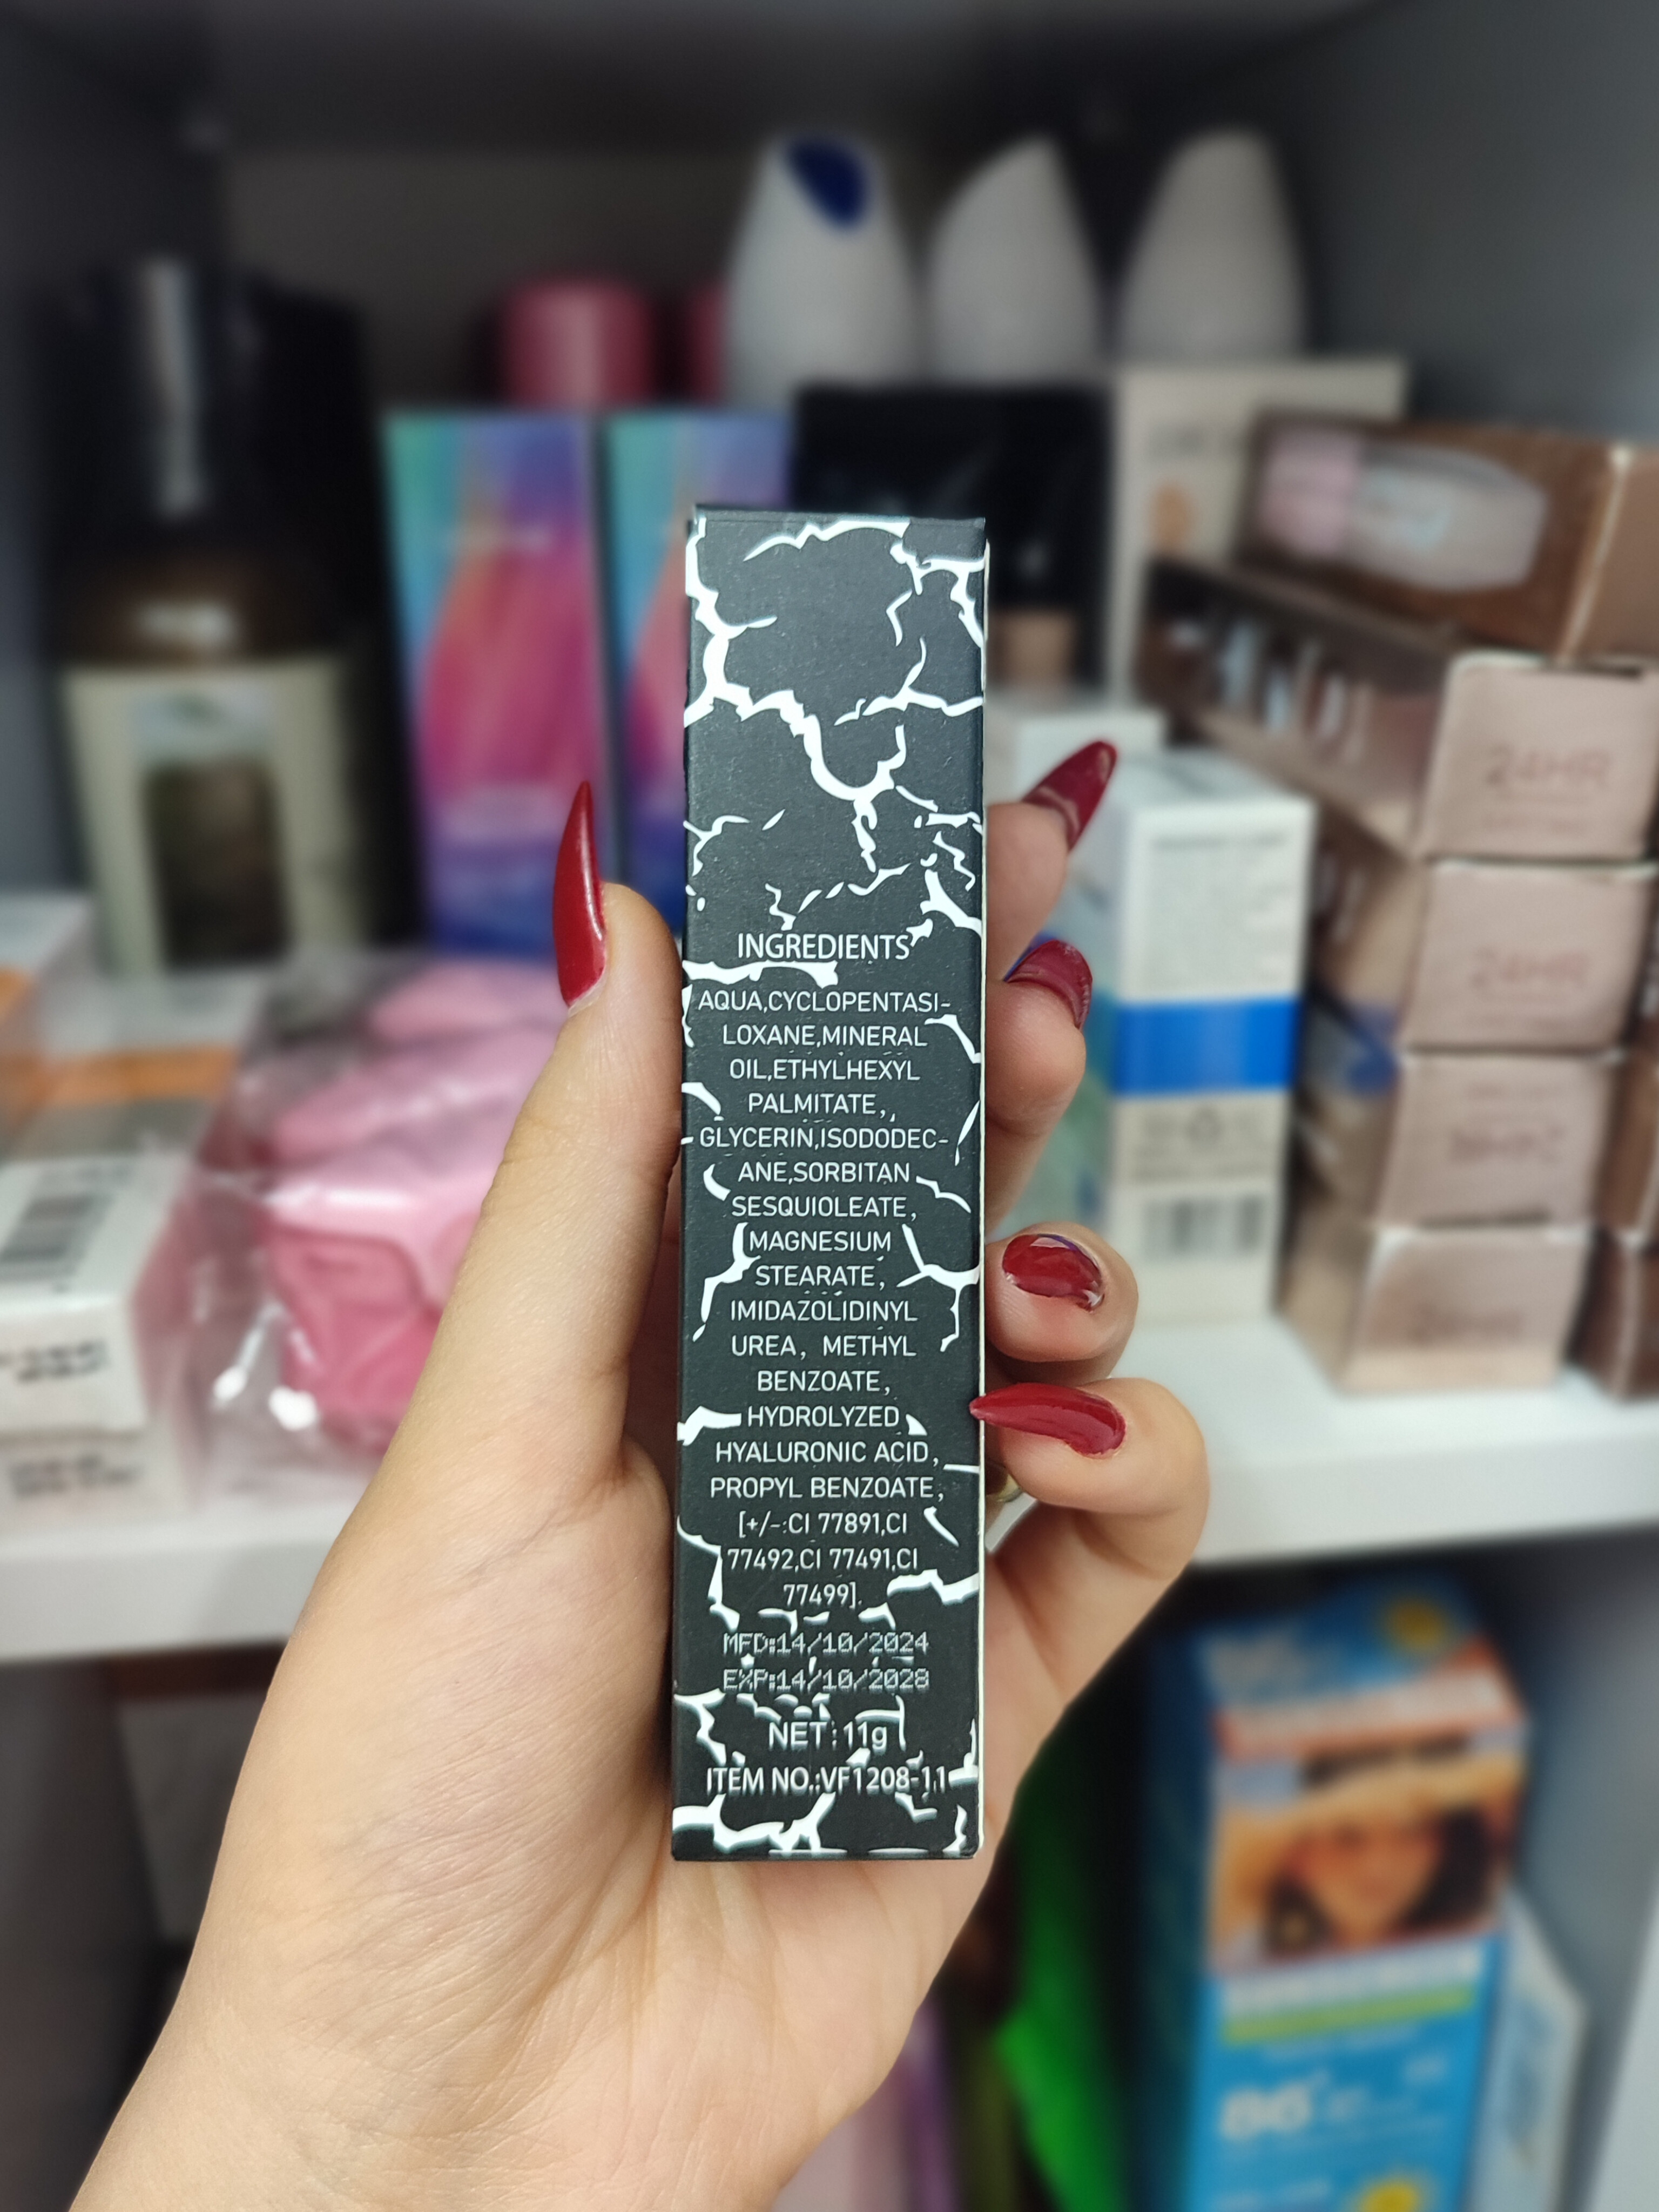 INGREDIENTS
AQUA,CYCLOPENTASI-
LOXANE,MINERAL
OIL,ETHYLHEXYL
PALMITATE,
GLYCERIN,ISODODEC-
ANE,SORBITAN
SESQUIOLEATE,
MAGNESIUM
STEARATE,
IMIDAZOLIDINYL
UREA, METHYL
BENZOATE,
HYDROLYZED
HYALURONIC ACID,
PROPYL BENZOATE,
[+/-:CI 77891,CI
77492,CI 77491,CI
77499].
MFD:14/10/2024
EXP:14/10/2028
NET:11g
ITEM NO.:VF1208-11
24HR
24HR